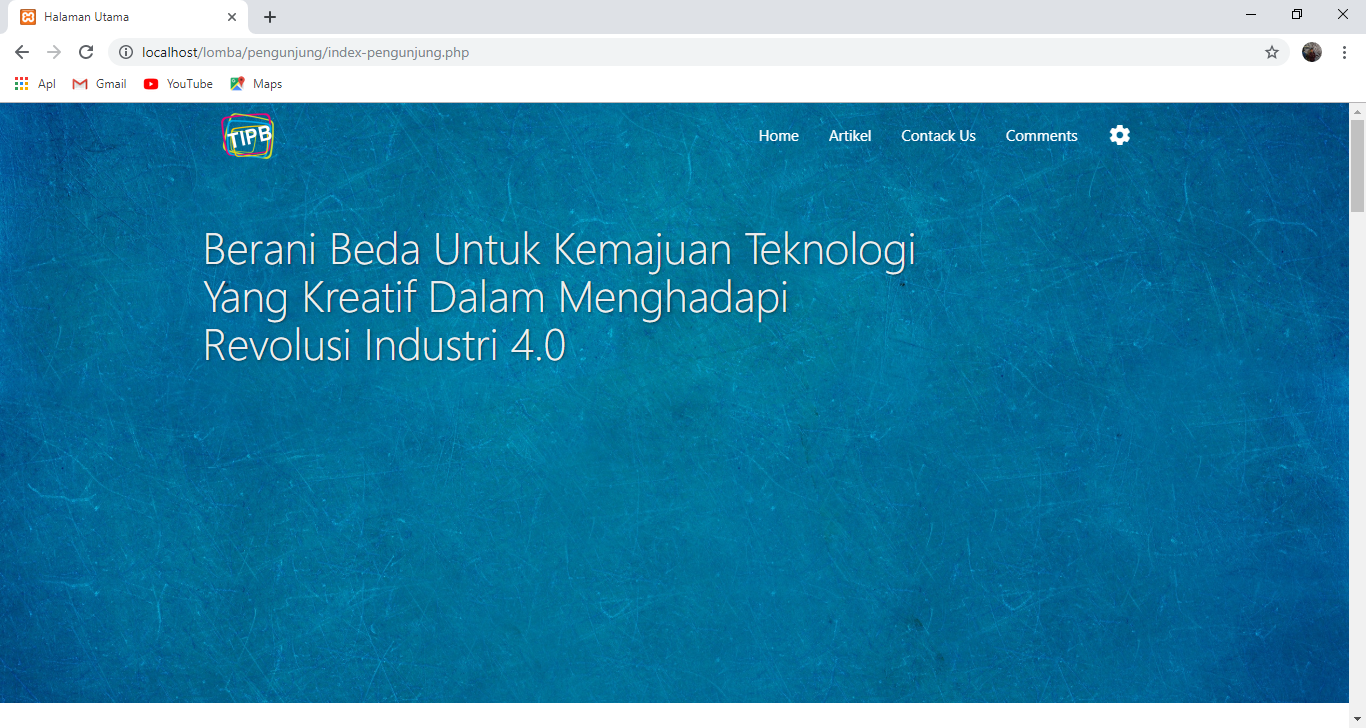 Halaman Utama
localhost/lomba/pengunjung/index-pengunjung.php
Apl Gmail YouTube Maps
TIPB Home Artikel Contack Us Comments
Berani Beda Untuk Kemajuan Teknologi
Yang Kreatif Dalam Menghadapi
Revolusi Industri 4.0